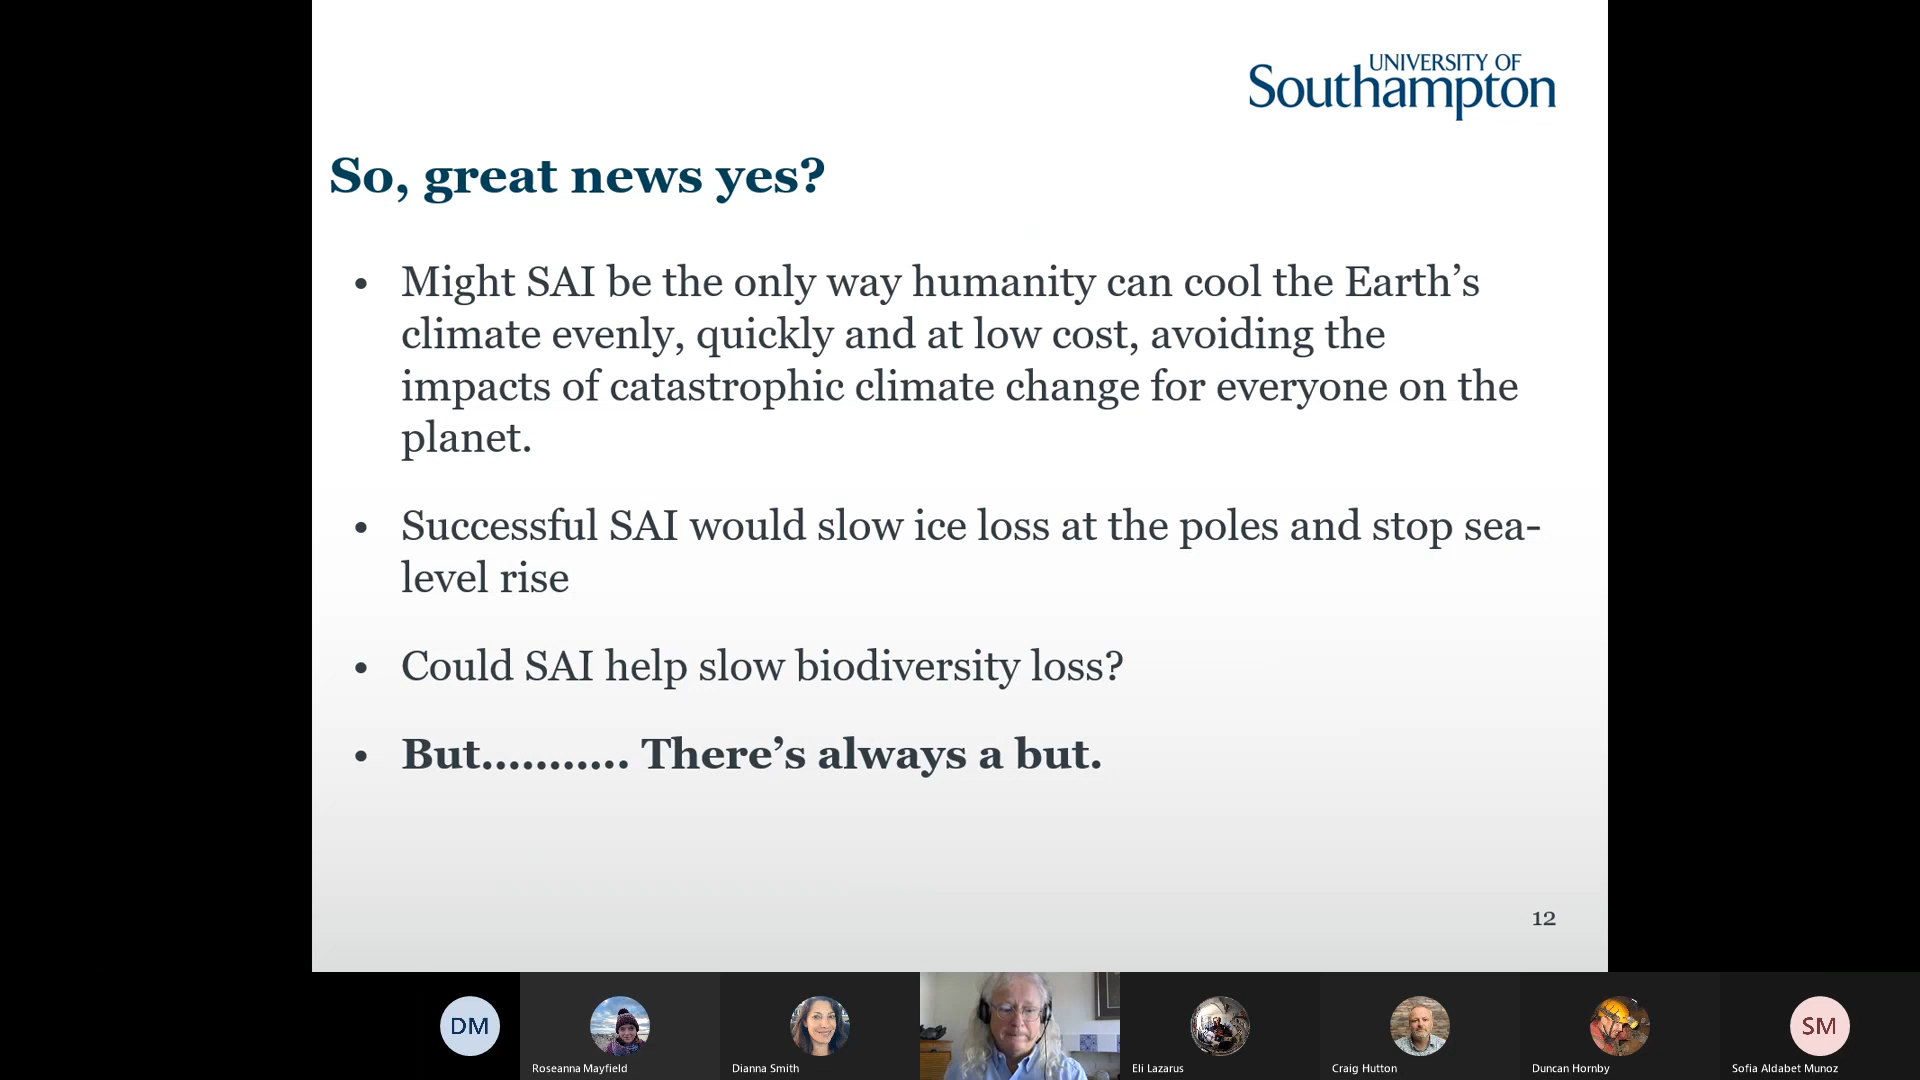 UNIVERSITY OF
Southampton
So, great news yes?
• Might SAI be the only way humanity can cool the Earth’s
climate evenly, quickly and at low cost, avoiding the
impacts of catastrophic climate change for everyone on the
planet.
• Successful SAI would slow ice loss at the poles and stop sea-
level rise
• Could SAI help slow biodiversity loss?
• But........... There’s always a but.
12
DM
SM
Roseanna Mayfield
Dianna Smith
Eli Lazarus
Craig Hutton
Duncan Hornby
Sofia Aldabet Munoz